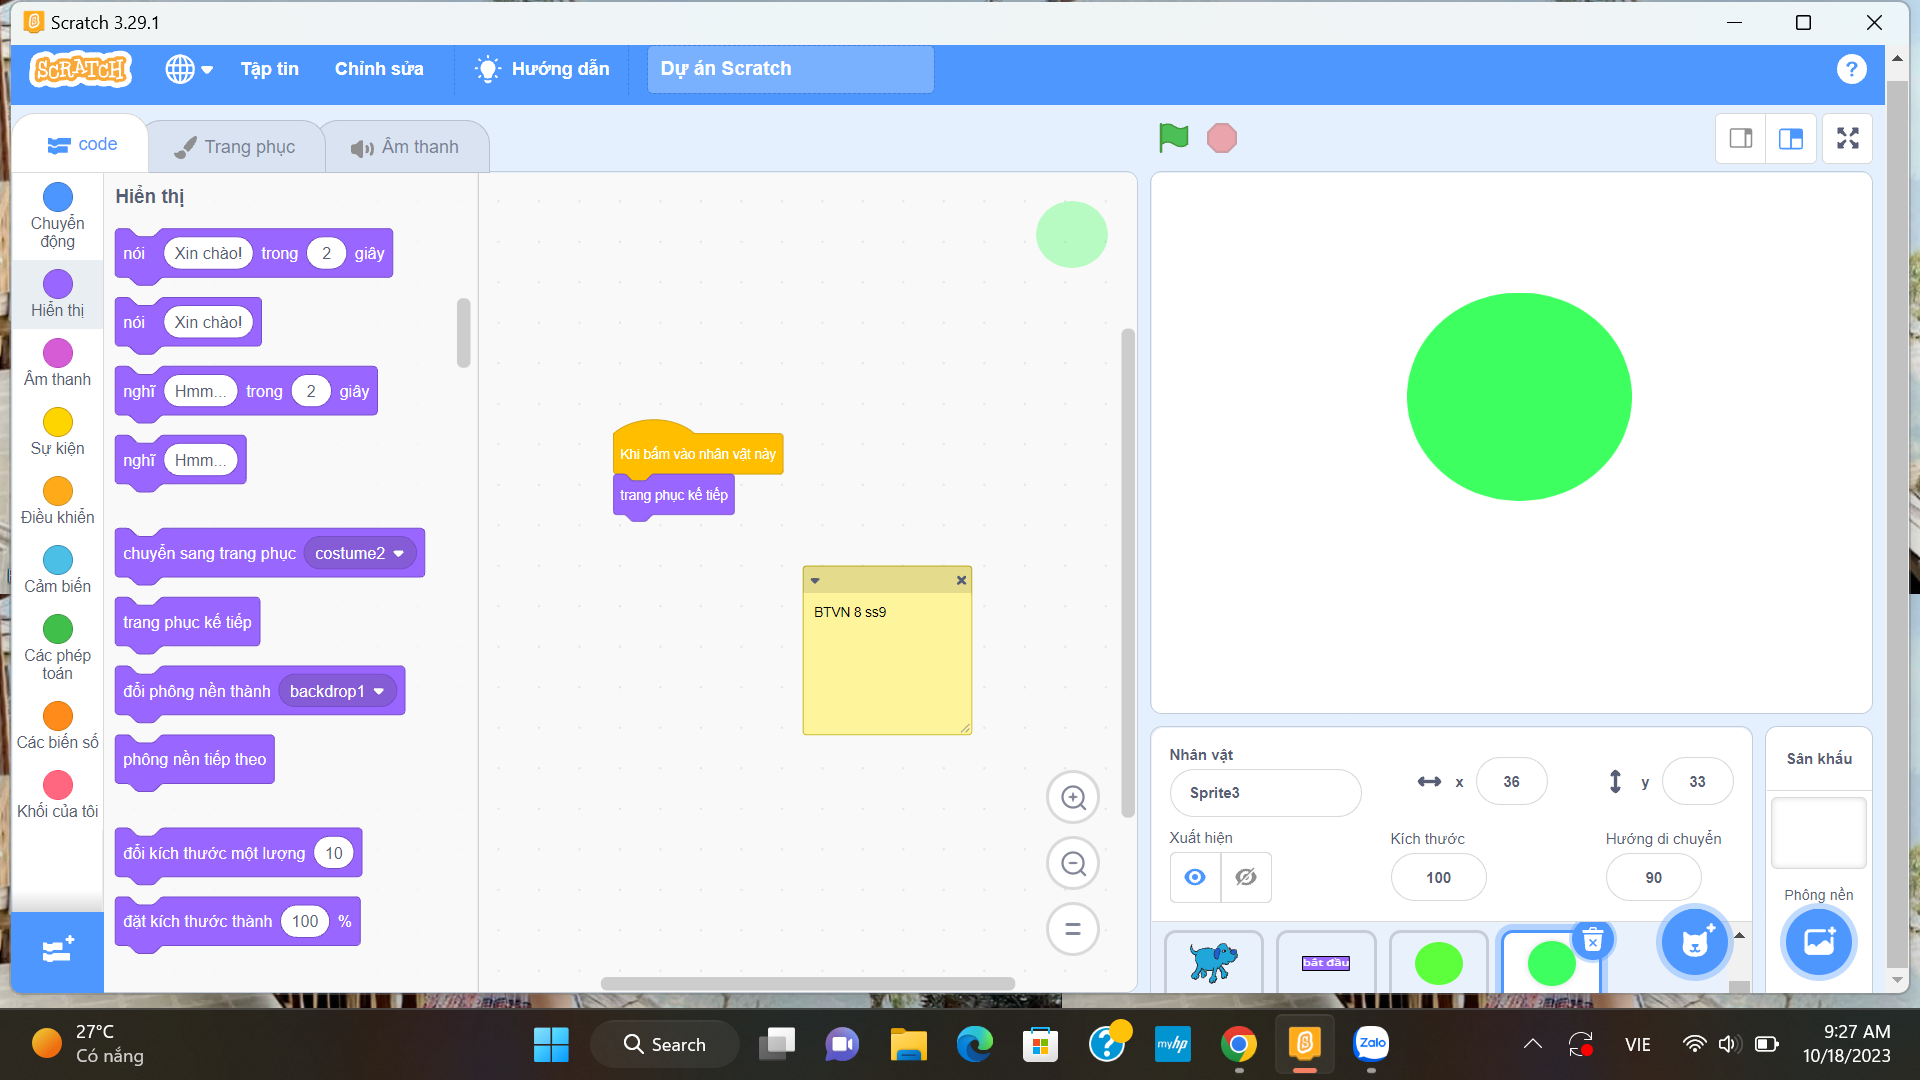 Scratch 3.29.1
SCRATCH
Tập tin
Chỉnh sửa
Hướng dẫn
Dự án Scratch
?
code
Trang phục
Âm thanh
Chuyển động
Hiển thị
Âm thanh
Sự kiện
Điều khiển
Cảm biến
Các phép toán
Các biến số
Khối của tôi
Hiển thị
nói Xin chào! trong 2 giây
nói Xin chào!
nghĩ Hmm... trong 2 giây
nghĩ Hmm...
chuyển sang trang phục costume2
trang phục kế tiếp
đổi phông nền thành backdrop1
phông nền tiếp theo
đổi kích thước một lượng 10
đặt kích thước thành 100 %
Khi bấm vào nhân vật này
trang phục kế tiếp
BTVN 8 ss9
Nhân vật
Sprite3
x 36
y 33
Xuất hiện
Kích thước
100
Hướng di chuyển
90
bắt đầu
Sân khấu
Phông nền
27°C
Có nắng
Search
?
myhp
Zalo
VIE
9:27 AM
10/18/2023